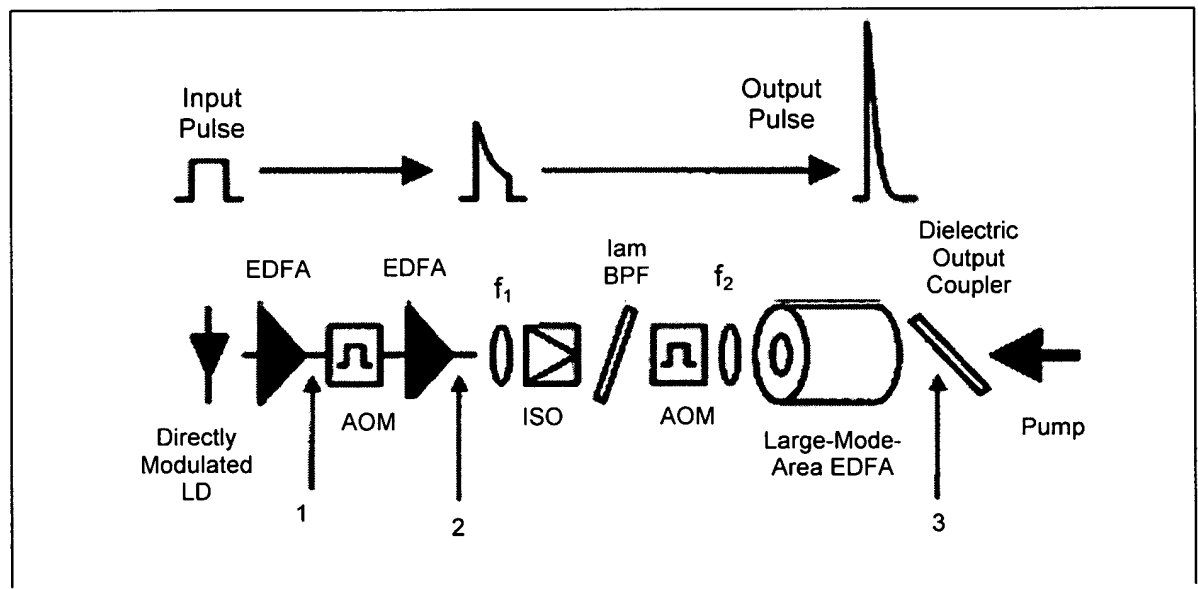 Input
Pulse
Output
Pulse
EDFA
EDFA
f1
Iam
BPF
f2
Dielectric
Output
Coupler
AOM
ISO
AOM
Directly
Modulated
LD
Large-Mode-
Area EDFA
Pump
1
2
3